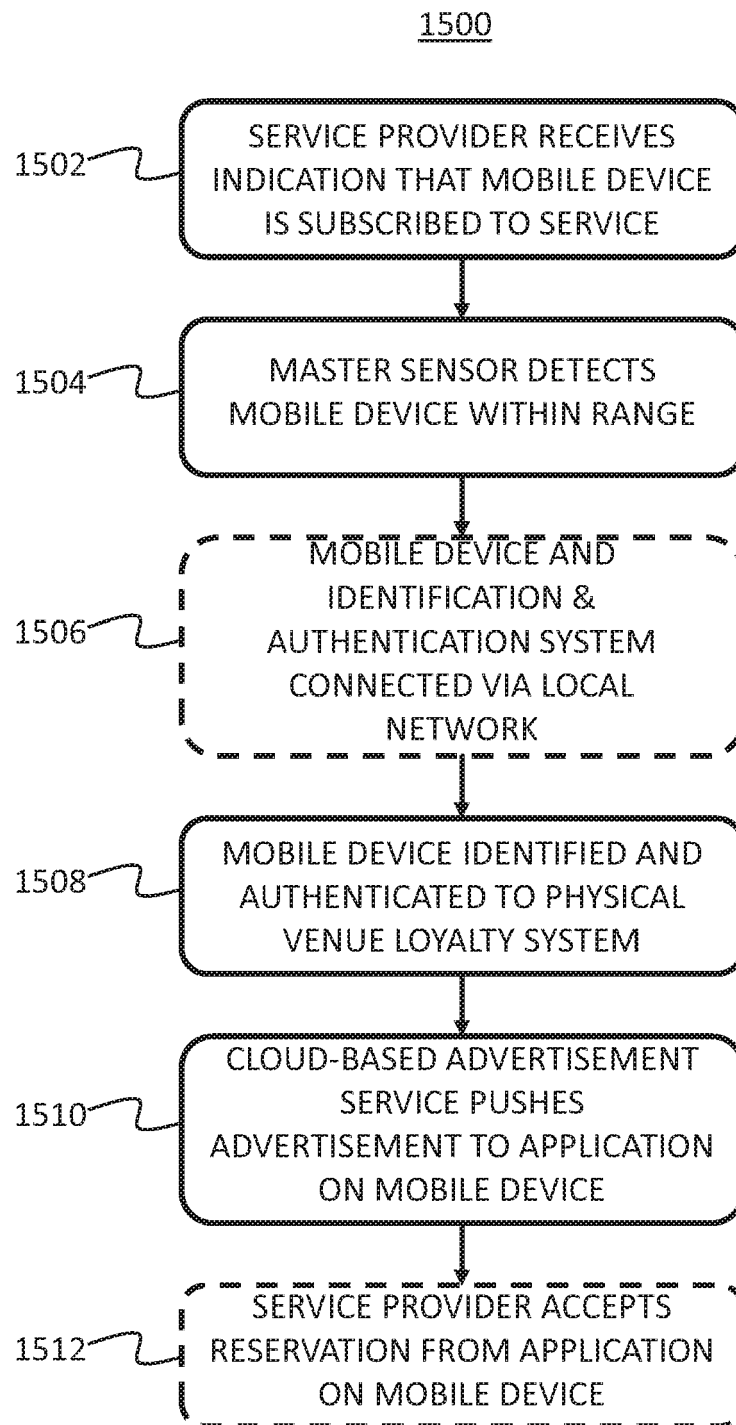 1500
1502
SERVICE PROVIDER RECEIVES
INDICATION THAT MOBILE DEVICE
IS SUBSCRIBED TO SERVICE
1504
MASTER SENSOR DETECTS
MOBILE DEVICE WITHIN RANGE
1506
MOBILE DEVICE AND
IDENTIFICATION &
AUTHENTICATION SYSTEM
CONNECTED VIA LOCAL
NETWORK
1508
MOBILE DEVICE IDENTIFIED AND
AUTHENTICATED TO PHYSICAL
VENUE LOYALTY SYSTEM
1510
CLOUD-BASED ADVERTISEMENT
SERVICE PUSHES
ADVERTISEMENT TO APPLICATION
ON MOBILE DEVICE
1512
SERVICE PROVIDER ACCEPTS
RESERVATION FROM APPLICATION
ON MOBILE DEVICE